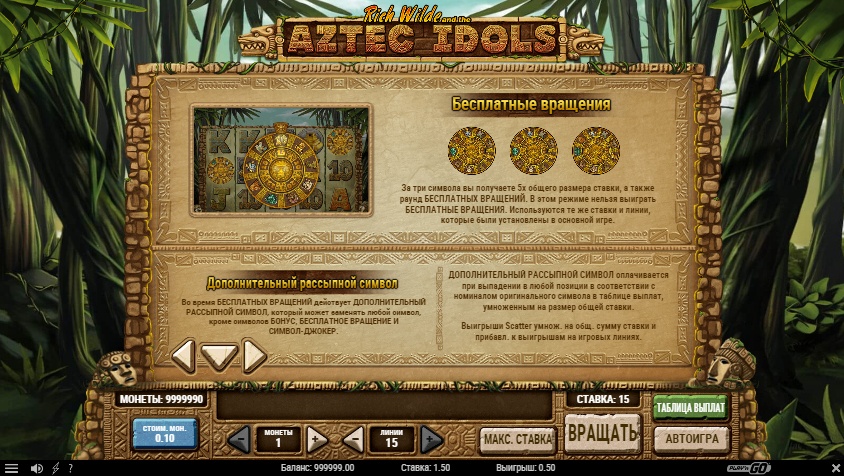 Rich Wilde and the
AZTEC IDOLS
Бесплатные вращения
За три символа вы получаете 5x общего размера ставки, а также
раунд БЕСПЛАТНЫХ ВРАЩЕНИЙ. В этом режиме нельзя выиграть
БЕСПЛАТНЫЕ ВРАЩЕНИЯ. Используются те же ставки и линии,
которые были установлены в основной игре.
Дополнительный рассыпной символ
Во время БЕСПЛАТНЫХ ВРАЩЕНИЙ действует ДОПОЛНИТЕЛЬНЫЙ
РАССЫПНОЙ СИМВОЛ, который может заменять любой символ,
кроме символов БОНУС, БЕСПЛАТНОЕ ВРАЩЕНИЕ И
СИМВОЛ-ДЖОКЕР.
ДОПОЛНИТЕЛЬНЫЙ РАССЫПНОЙ СИМВОЛ оплачивается
при выпадении в любой позиции в соответствии с
номиналом оригинального символа в таблице выплат,
умноженным на размер общей ставки.
Выигрыши Scatter умнож. на общ. сумму ставки и
прибавл. к выигрышам на игровых линиях.
МОНЕТЫ: 9999990
СТАВКА: 15
СТОИМ. МОН.
0.10
МОНЕТЫ
1
ЛИНИИ
15
МАКС. СТАВКА
ВРАЩАТЬ
ТАБЛИЦА ВЫПЛАТ
АВТОИГРА
Баланс: 999999.00
Ставка: 1.50
Выигрыш: 0.50
PLAY'N GO